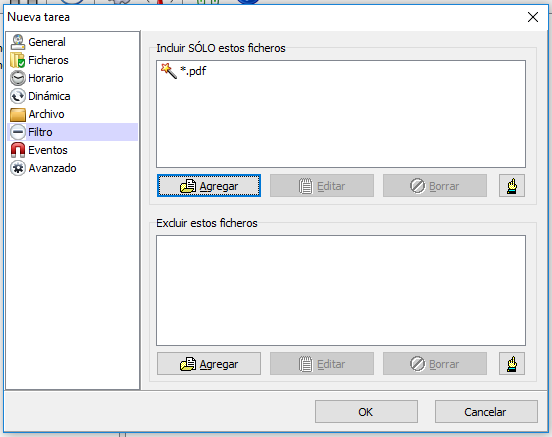 Nueva tarea
General
Ficheros
Horario
Dinámica
Archivo
Filtro
Eventos
Avanzado
Incluir SÓLO estos ficheros
*.pdf
Agregar
Editar
Borrar
Excluir estos ficheros
Agregar
Editar
Borrar
OK
Cancelar